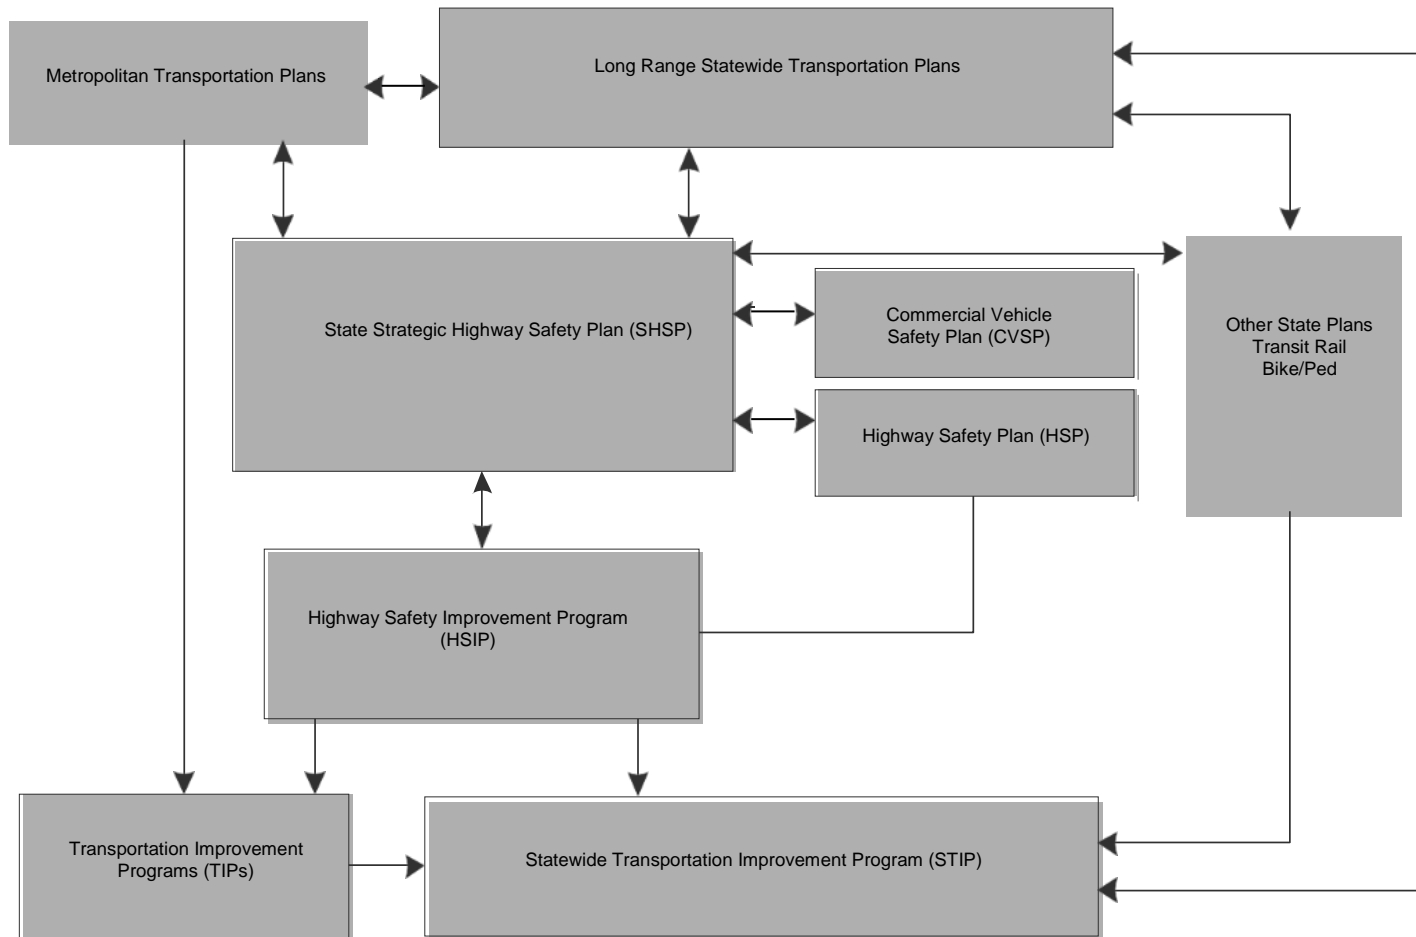 Metropolitan Transportation Plans
Long Range Statewide Transportation Plans
State Strategic Highway Safety Plan (SHSP)
Commercial Vehicle
Safety Plan (CVSP)
Other State Plans
Transit Rail
Bike/Ped
Highway Safety Plan (HSP)
Highway Safety Improvement Program
(HSIP)
Transportation Improvement
Programs (TIPs)
Statewide Transportation Improvement Program (STIP)